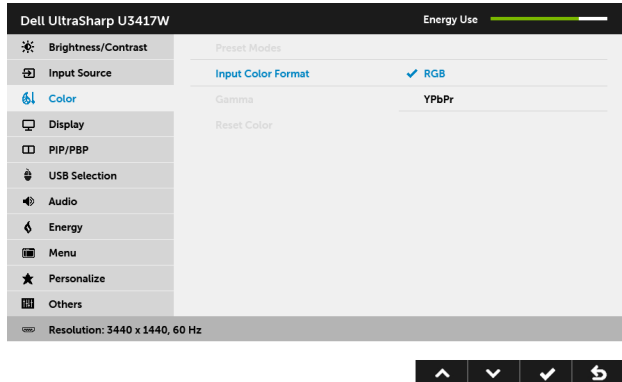 Dell UltraSharp U3417W Energy Use
Brightness/Contrast Preset Modes
Input Source Input Color Format RGB
Color Gamma YPbPr
Display Reset Color
PIP/PBP
USB Selection
Audio
Energy
Menu
Personalize
Others
Resolution: 3440 x 1440, 60 Hz